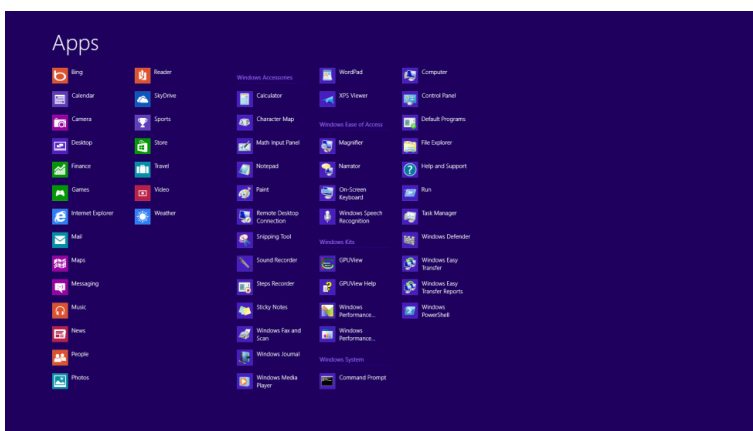 Apps
Bing
Calendar
Camera
Desktop
Finance
Games
Internet Explorer
Mail
Maps
Messaging
Music
News
People
Photos
Reader
SkyDrive
Sports
Store
Travel
Video
Weather
Windows Accessories
Calculator
Character Map
Math Input Panel
Notepad
Paint
Remote Desktop
Connection
Snipping Tool
Sound Recorder
Steps Recorder
Sticky Notes
Windows Fax and
Scan
Windows Journal
Windows Media
Player
WordPad
XPS Viewer
Windows Ease of Access
Magnifier
Narrator
On-Screen
Keyboard
Windows Speech
Recognition
Windows Kits
GPUView
GPUView Help
Windows
Performance...
Windows
Performance...
Windows System
Command Prompt
Computer
Control Panel
Default Programs
File Explorer
Help and Support
Run
Task Manager
Windows Defender
Windows Easy
Transfer
Windows Easy
Transfer Reports
Windows
PowerShell